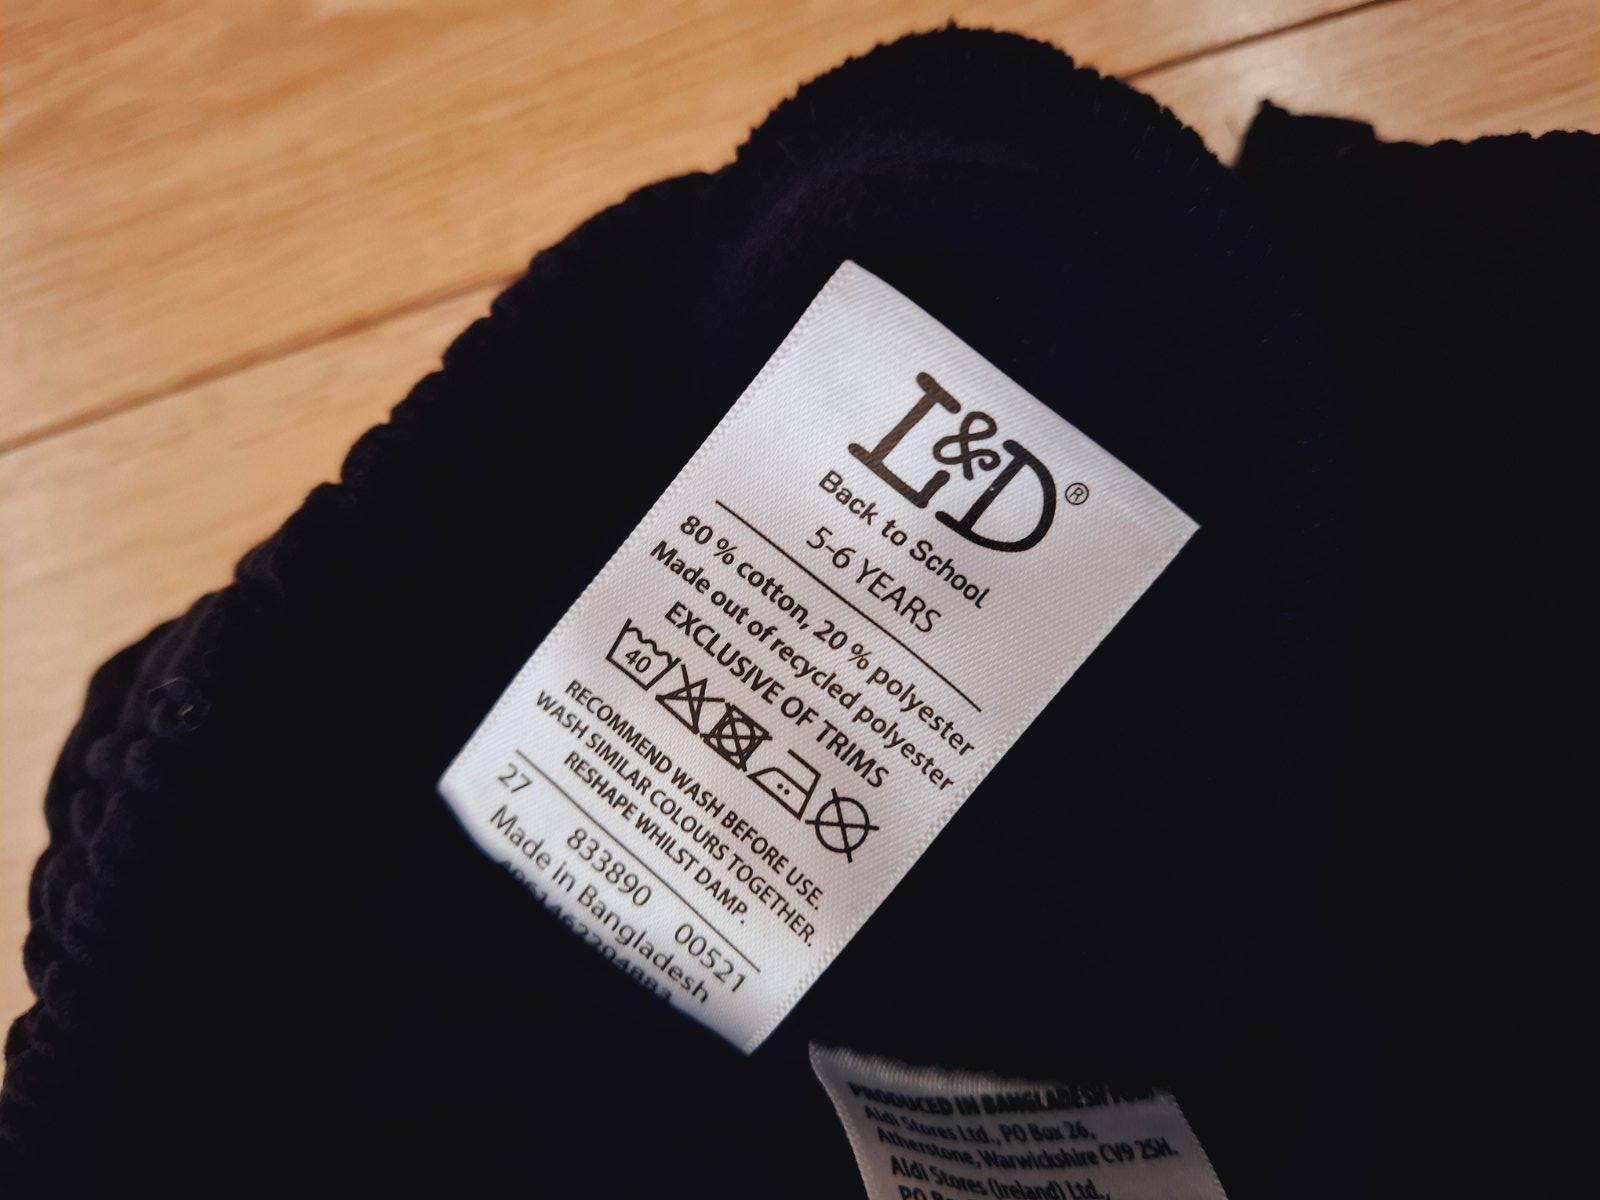 L&D®
Back to School
5-6 YEARS
80 % cotton, 20 % polyester
Made out of recycled polyester
EXCLUSIVE OF TRIMS
40
RECOMMEND WASH BEFORE USE.
WASH SIMILAR COLOURS TOGETHER.
RESHAPE WHILST DAMP.
27 833890 00521
Made in Bangladesh
PRODUCED IN BANGLADESH FOR:
Aldi Stores Ltd., PO Box 26,
Atherstone, Warwickshire CV9 2SH.
Aldi Stores (Ireland) Ltd.,